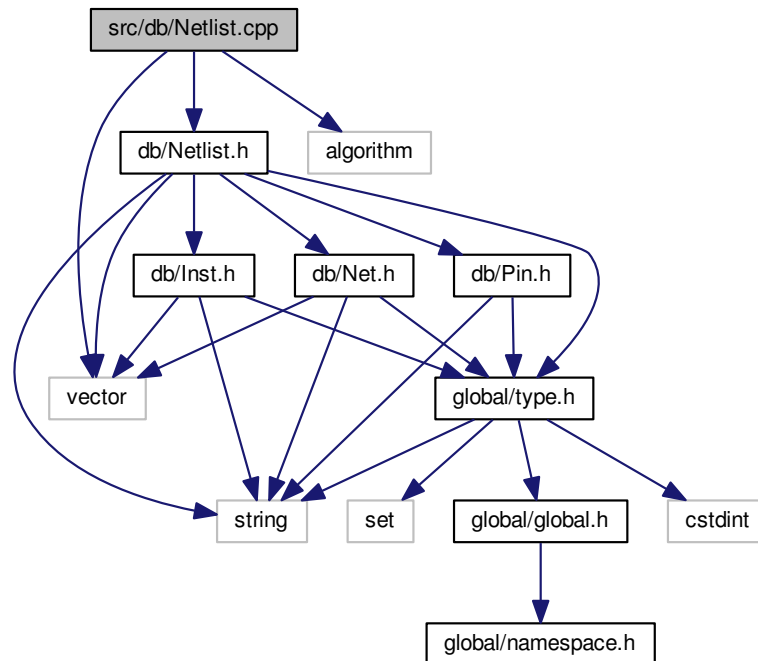 src/db/Netlist.cpp
db/Netlist.h
algorithm
db/Inst.h
db/Net.h
db/Pin.h
vector
global/type.h
string
set
global/global.h
cstdint
global/namespace.h